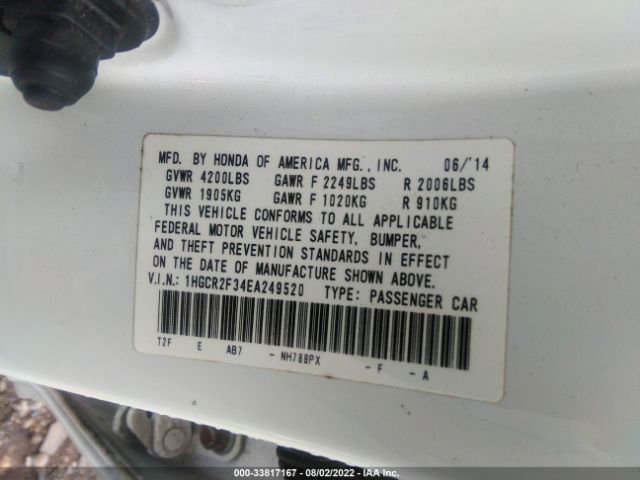 MFD. BY HONDA OF AMERICA MFG., INC. 06/'14
GVWR 4200LBS GAWR F 2249LBS R 2006LBS
GVWR 1905KG GAWR F 1020KG R 910KG
THIS VEHICLE CONFORMS TO ALL APPLICABLE
FEDERAL MOTOR VEHICLE SAFETY, BUMPER,
AND THEFT PREVENTION STANDARDS IN EFFECT
ON THE DATE OF MANUFACTURE SHOWN ABOVE.
V.I.N.: 1HGCR2F34EA249520 TYPE: PASSENGER CAR
T2F E AB7 - NH788PX - F - A
000-33817167 - 08/02/2022 - IAA Inc.